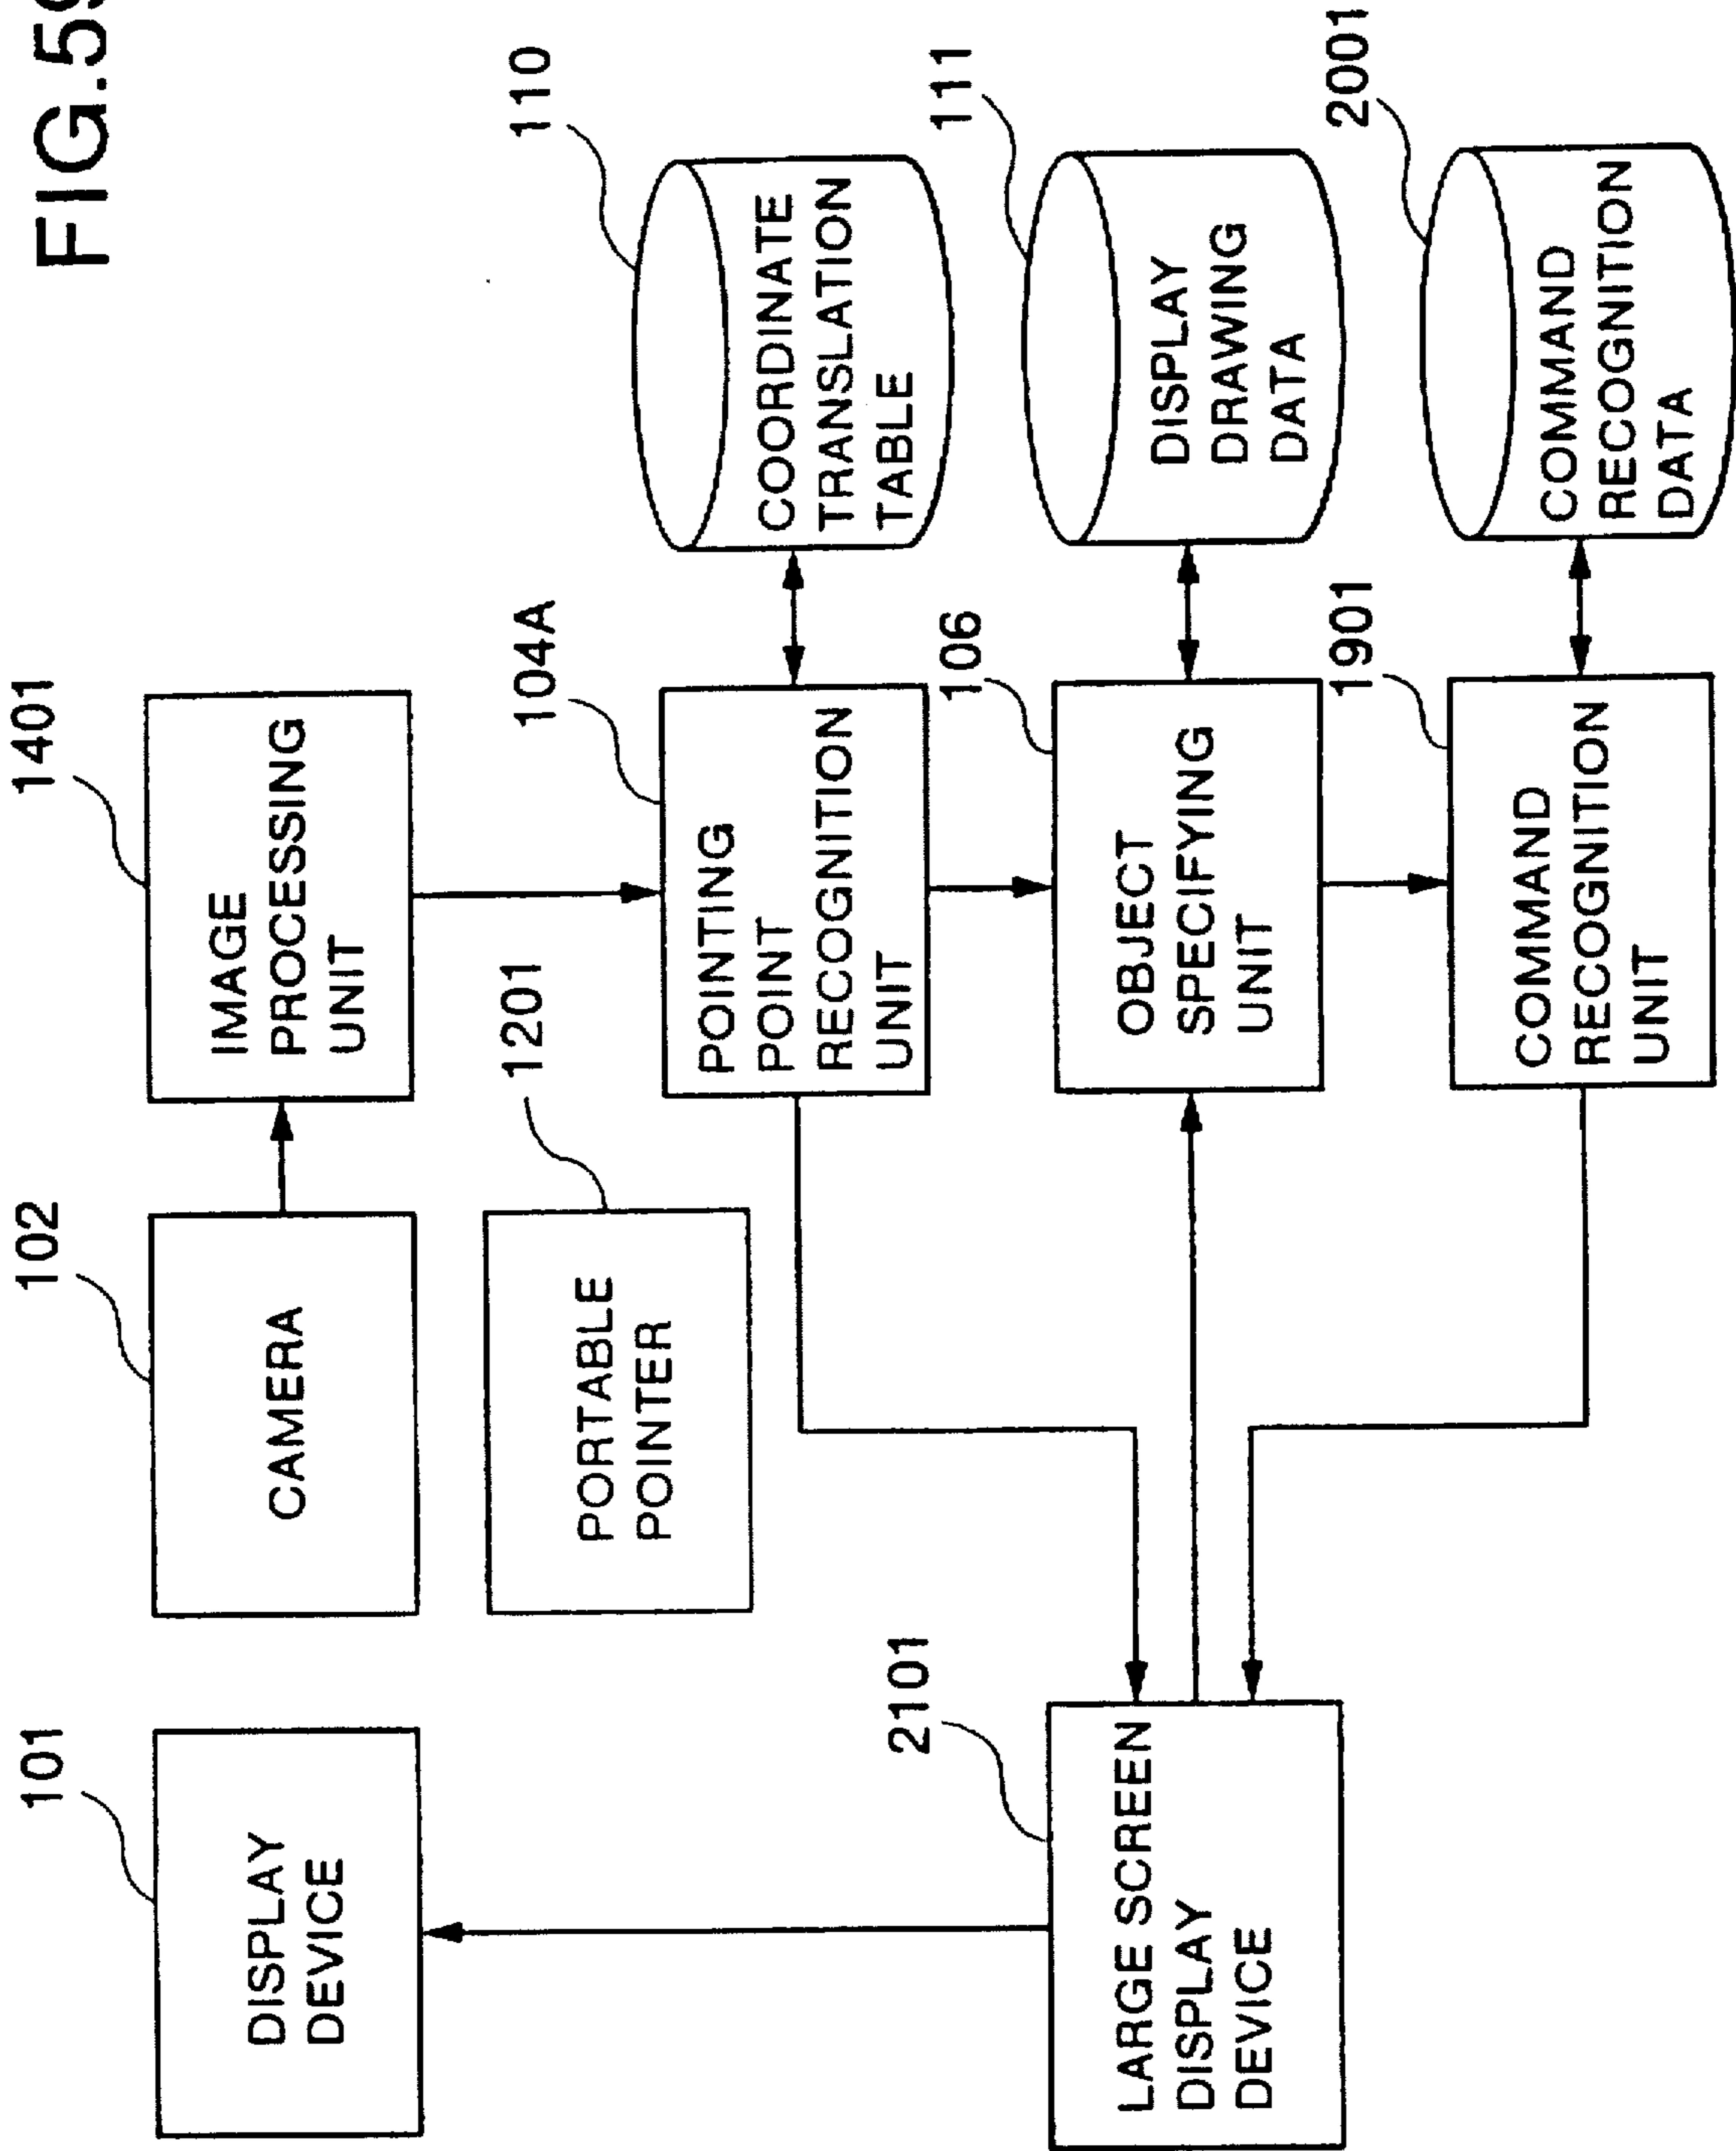 FIG.5
101
102
1401
DISPLAY
DEVICE
CAMERA
IMAGE
PROCESSING
UNIT
1201
104A
110
PORTABLE
POINTER
POINTING
POINT
RECOGNITION
UNIT
COORDINATE
TRANSLATION
TABLE
2101
106
111
LARGE SCREEN
DISPLAY
DEVICE
OBJECT
SPECIFYING
UNIT
DISPLAY
DRAWING
DATA
1901
2001
COMMAND
RECOGNITION
UNIT
COMMAND
RECOGNITION
DATA